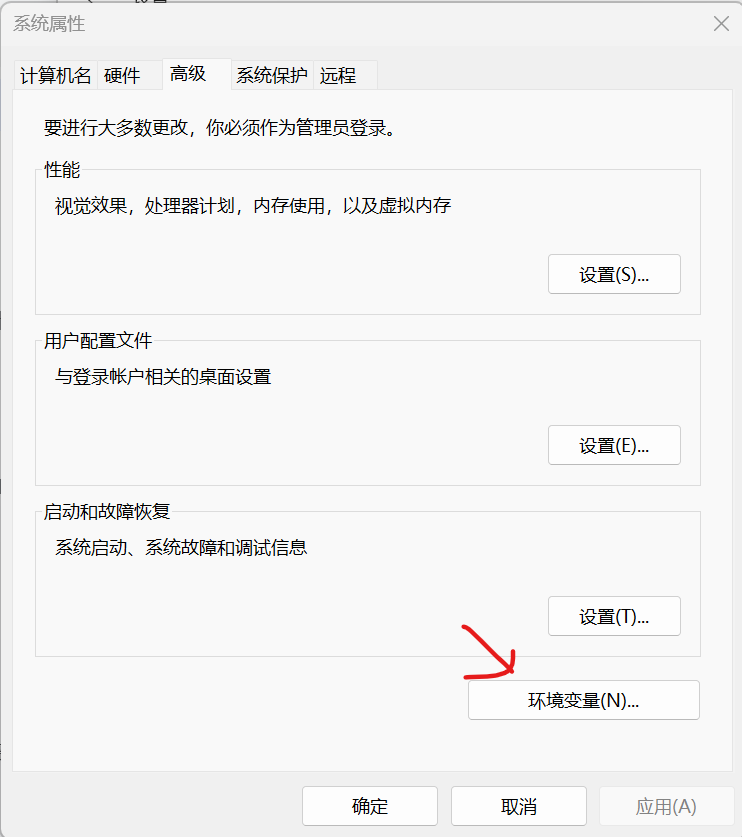 系统属性
计算机名 硬件 高级 系统保护 远程
要进行大多数更改，你必须作为管理员登录。
性能
视觉效果，处理器计划，内存使用，以及虚拟内存
设置(S)...
用户配置文件
与登录帐户相关的桌面设置
设置(E)...
启动和故障恢复
系统启动、系统故障和调试信息
设置(T)...
环境变量(N)...
确定 取消 应用(A)